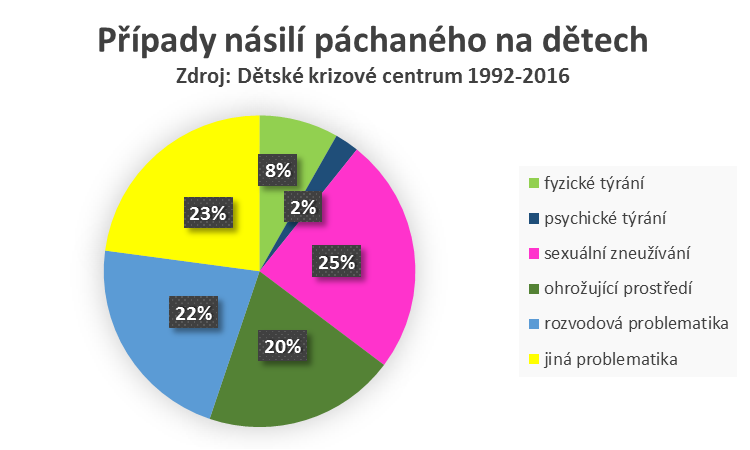 Případy násilí páchaného na dětech
Zdroj: Dětské krizové centrum 1992-2016
8%
2%
25%
20%
22%
23%
fyzické týrání
psychické týrání
sexuální zneužívání
ohrožující prostředí
rozvodová problematika
jiná problematika